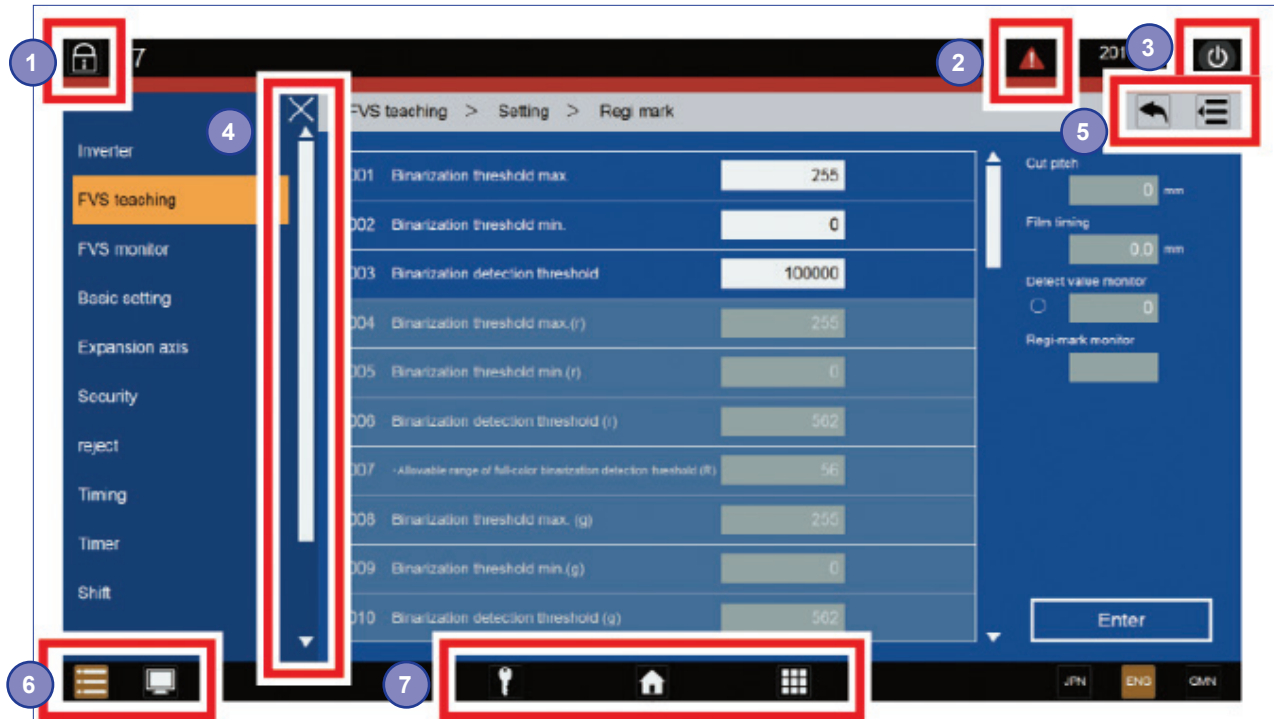 1
7
2
201
3
4
FVS teaching > Setting > Regi mark
5
Inverter
FVS teaching
FVS monitor
Basic setting
Expansion axis
Security
reject
Timing
Timer
Shift
001 Binarization threshold max. 255
002 Binarization threshold min. 0
003 Binarization detection threshold 100000
004 Binarization threshold max.(r) 255
005 Binarization threshold min.(r) 0
006 Binarization detection threshold (r) 562
007 -Allowable range of full-color binarization detection threshold (R) 56
008 Binarization threshold max. (g) 255
009 Binarization threshold min.(g) 0
010 Binarization detection threshold (g) 562
Cut pitch
0 mm
Film timing
0.0 mm
Detect value monitor
0
Regi-mark monitor
Enter
6
7
JPN ENG CMN